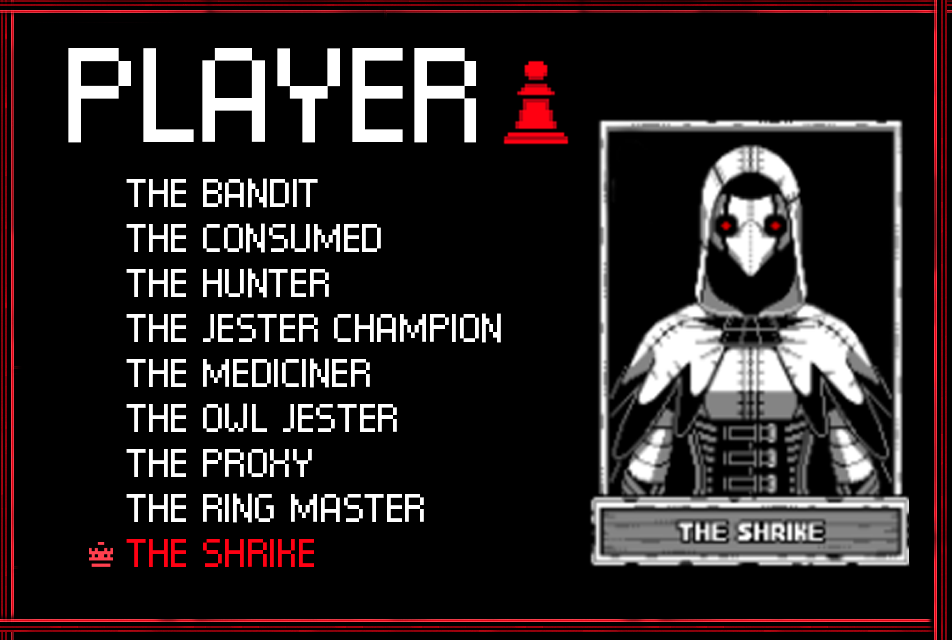 PLAYER
THE BANDIT
THE CONSUMED
THE HUNTER
THE JESTER CHAMPION
THE MEDICINER
THE OWL JESTER
THE PROXY
THE RING MASTER
THE SHRIKE
THE SHRIKE